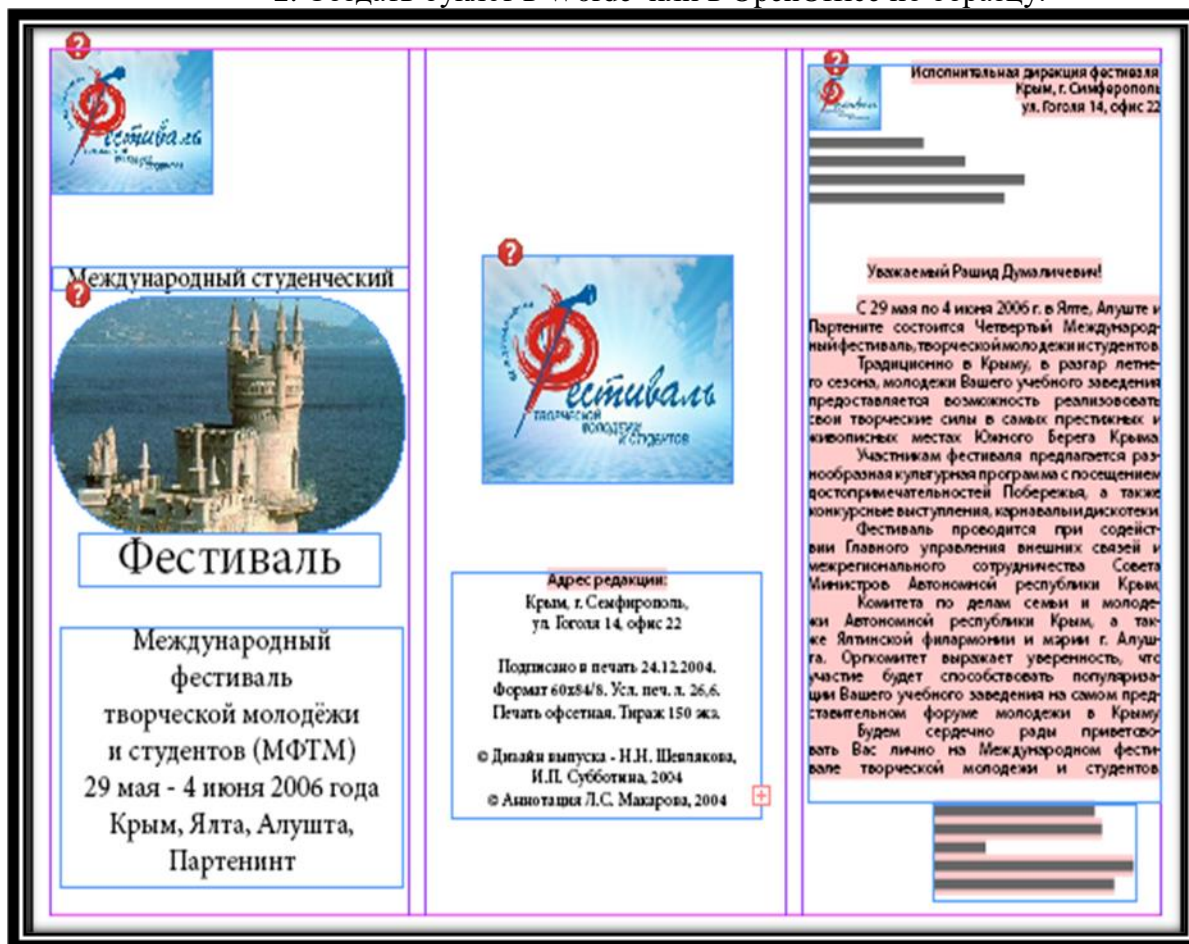 2. Создать буклет в Worde или в OpenOffice по образцу.
Фестиваль
Международный студенческий
Фестиваль
Международный
фестиваль
творческой молодёжи
и студентов (МФТМ)
29 мая - 4 июня 2006 года
Крым, Ялта, Алушта,
Партенинт
Фестиваль
ТВОРЧЕСКОЙ
МОЛОДЕЖИ
И СТУДЕНТОВ
Адрес редакции:
Крым, г. Семфирополь,
ул. Гоголя 14, офис 22
Подписано в печать 24.12.2004.
Формат 60х84/8. Усл. печ. л. 26,6.
Печать офсетная. Тираж 150 экз.
© Дизайн выпуска - Н.Н. Шевлякова,
И.П. Субботина, 2004
© Аннотация Л.С. Макарова, 2004
Исполнительная дирекция фестиваля
Крым, г. Симферополь
ул. Гоголя 14, офис 22
Уважаемый Рашид Думаличевич!
С 29 мая по 4 июня 2006 г. в Ялте, Алуште и
Партените состоится Четвертый Международ-
ный фестиваль, творческой молодежи и студентов.
Традиционно в Крыму, в разгар летне-
го сезона, молодежи Вашего учебного заведения
предоставляется возможность реализововать
свои творческие силы в самых престижных и
живописных местах Южного Берега Крыма.
Участникам фестиваля предлагается раз-
нообразная культурная программа с посещением
достопримечательностей Побережья, а также
конкурсные выступления, карнавалы и дискотеки.
Фестиваль проводится при содейст-
вии Главного управления внешних связей и
межрегионального сотрудничества Совета
Министров Автономной республики Крым,
Комитета по делам семьи и молоде-
жи Автономной республики Крым, а так-
же Ялтинской филармонии и мэрии г. Алуш-
та. Оргкомитет выражает уверенность, что
участие будет способствовать популяриза-
ции Вашего учебного заведения на самом пред-
ставительном форуме молодежи в Крыму.
Будем сердечно рады приветсово-
вать Вас лично на Международном фести-
вале творческой молодежи и студентов.